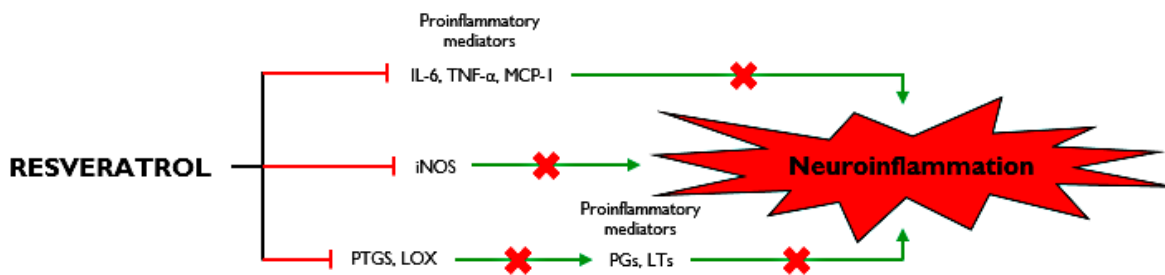 Proinflammatory
mediators
IL-6, TNF-α, MCP-1
RESVERATROL
iNOS
Neuroinflammation
Proinflammatory
mediators
PTGS, LOX
PGs, LTs